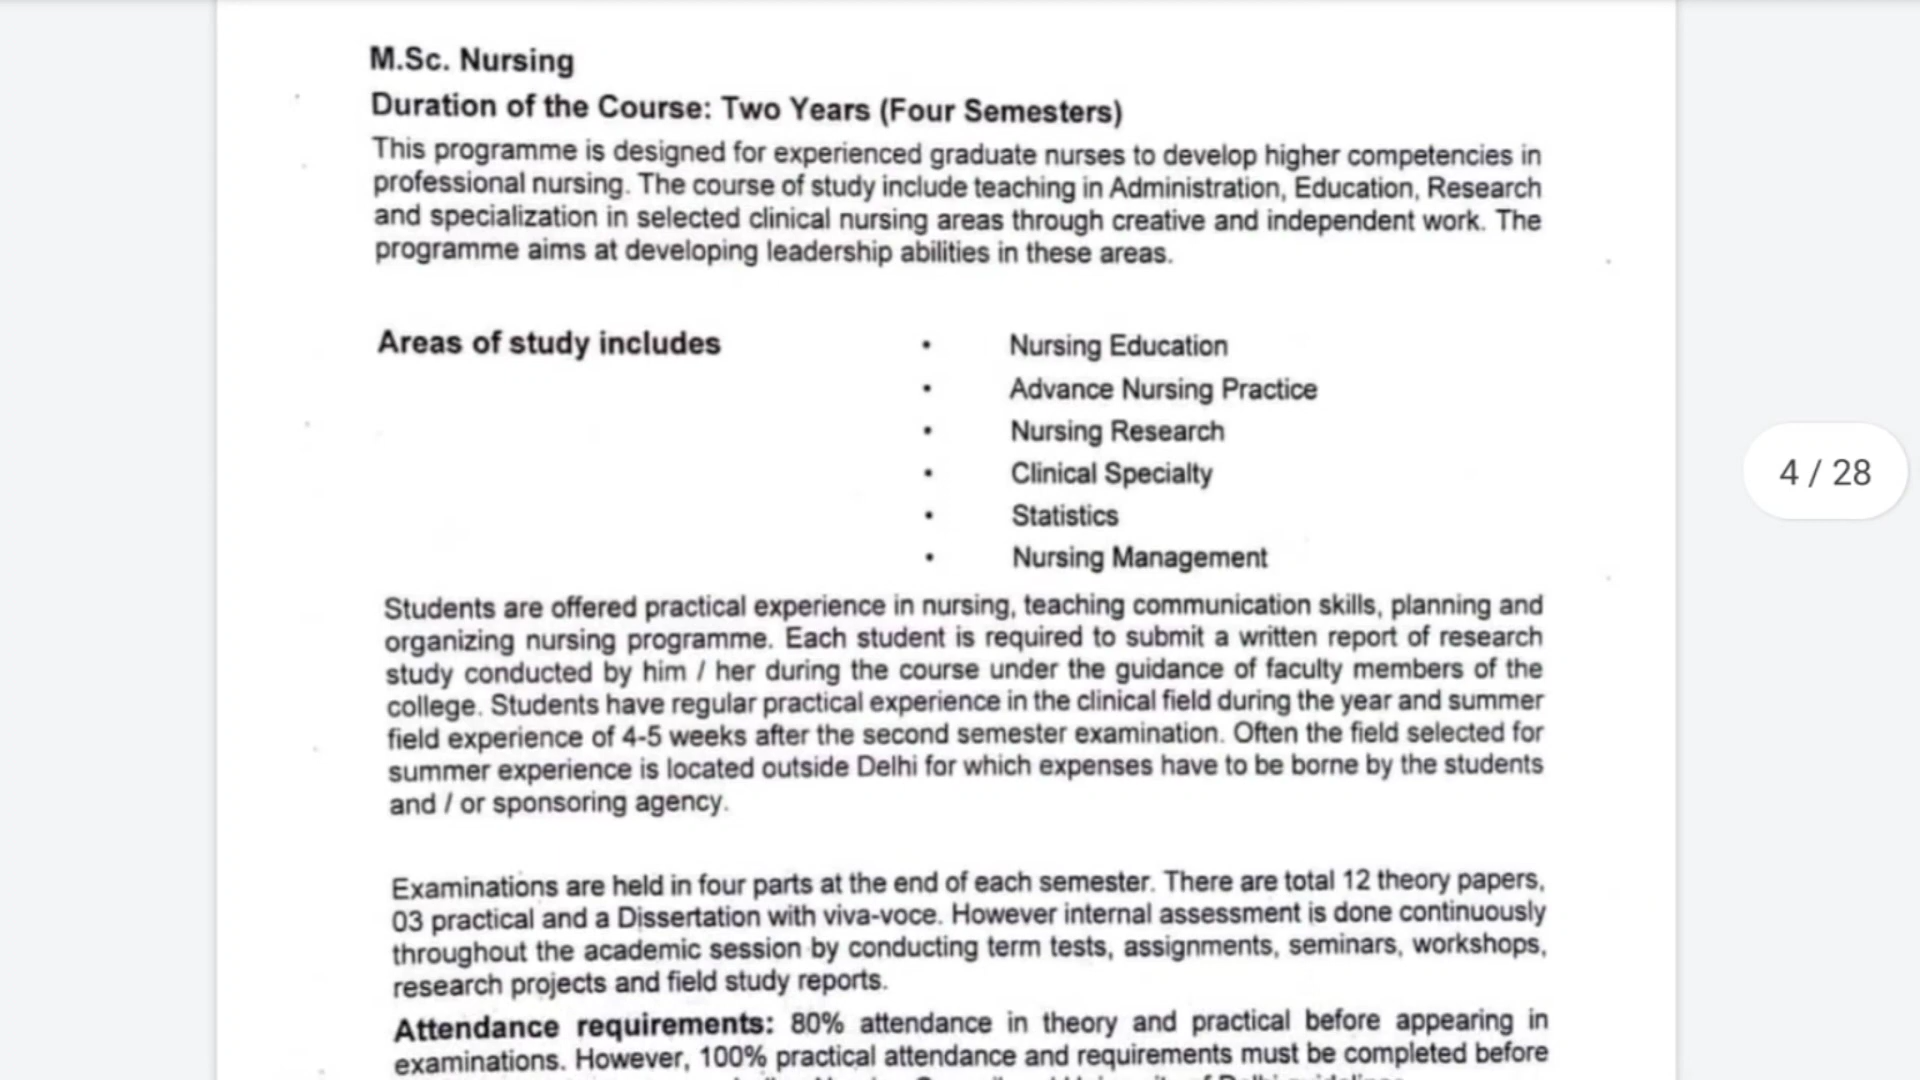 M.Sc. Nursing
Duration of the Course: Two Years (Four Semesters)
This programme is designed for experienced graduate nurses to develop higher competencies in
professional nursing. The course of study include teaching in Administration, Education, Research
and specialization in selected clinical nursing areas through creative and independent work. The
programme aims at developing leadership abilities in these areas.
Areas of study includes
• Nursing Education
• Advance Nursing Practice
• Nursing Research
• Clinical Specialty
• Statistics
• Nursing Management
4 / 28
Students are offered practical experience in nursing, teaching communication skills, planning and
organizing nursing programme. Each student is required to submit a written report of research
study conducted by him / her during the course under the guidance of faculty members of the
college. Students have regular practical experience in the clinical field during the year and summer
field experience of 4-5 weeks after the second semester examination. Often the field selected for
summer experience is located outside Delhi for which expenses have to be borne by the students
and / or sponsoring agency.
Examinations are held in four parts at the end of each semester. There are total 12 theory papers,
03 practical and a Dissertation with viva-voce. However internal assessment is done continuously
throughout the academic session by conducting term tests, assignments, seminars, workshops,
research projects and field study reports.
Attendance requirements: 80% attendance in theory and practical before appearing in
examinations. However, 100% practical attendance and requirements must be completed before